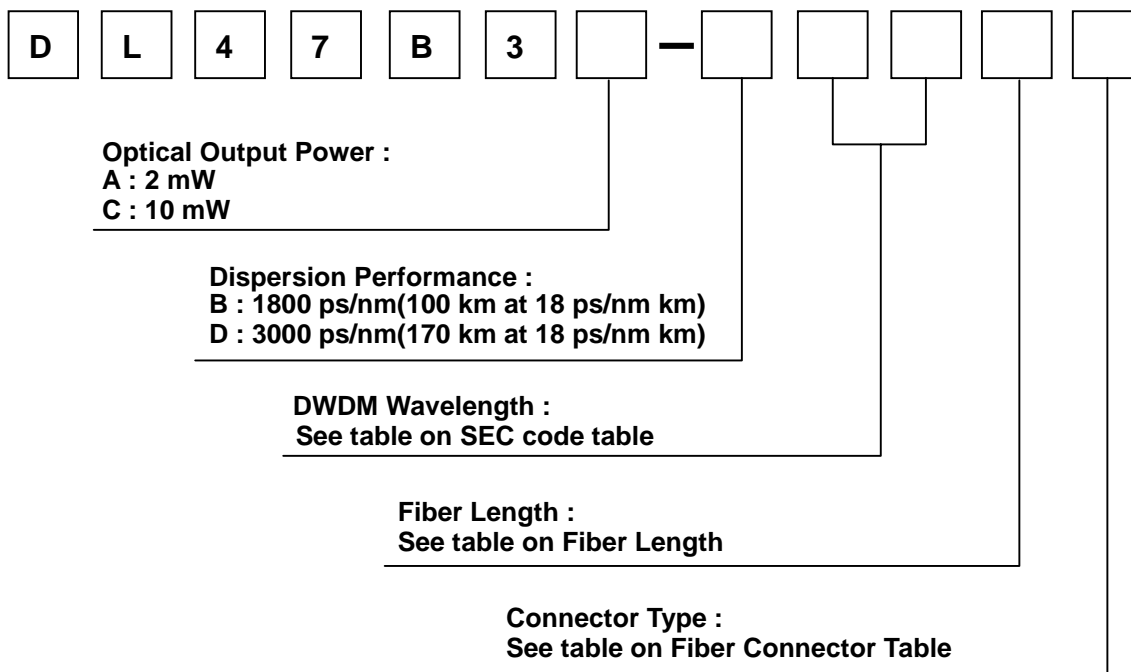 D L 4 7 B 3 –
Optical Output Power :
A : 2 mW
C : 10 mW
Dispersion Performance :
B : 1800 ps/nm(100 km at 18 ps/nm km)
D : 3000 ps/nm(170 km at 18 ps/nm km)
DWDM Wavelength :
See table on SEC code table
Fiber Length :
See table on Fiber Length
Connector Type :
See table on Fiber Connector Table